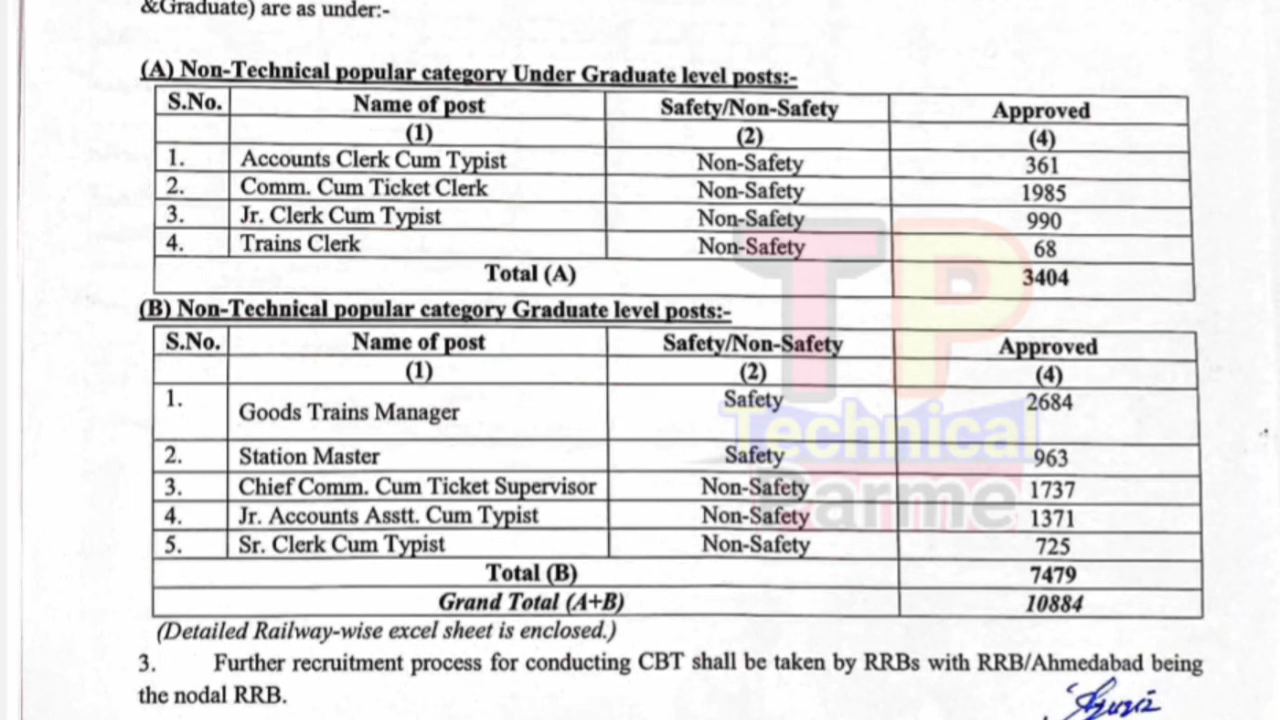 &Graduate) are as under:-
(A) Non-Technical popular category Under Graduate level posts:-
S.No. Name of post Safety/Non-Safety Approved
(1) (2) (4)
1. Accounts Clerk Cum Typist Non-Safety 361
2. Comm. Cum Ticket Clerk Non-Safety 1985
3. Jr. Clerk Cum Typist Non-Safety 990
4. Trains Clerk Non-Safety 68
Total (A) 3404
(B) Non-Technical popular category Graduate level posts:-
S.No. Name of post Safety/Non-Safety Approved
(1) (2) (4)
1. Goods Trains Manager Safety 2684
2. Station Master Safety 963
3. Chief Comm. Cum Ticket Supervisor Non-Safety 1737
4. Jr. Accounts Asstt. Cum Typist Non-Safety 1371
5. Sr. Clerk Cum Typist Non-Safety 725
Total (B) 7479
Grand Total (A+B) 10884
(Detailed Railway-wise excel sheet is enclosed.)
3. Further recruitment process for conducting CBT shall be taken by RRBs with RRB/Ahmedabad being
the nodal RRB.
TP
Technical
Parme